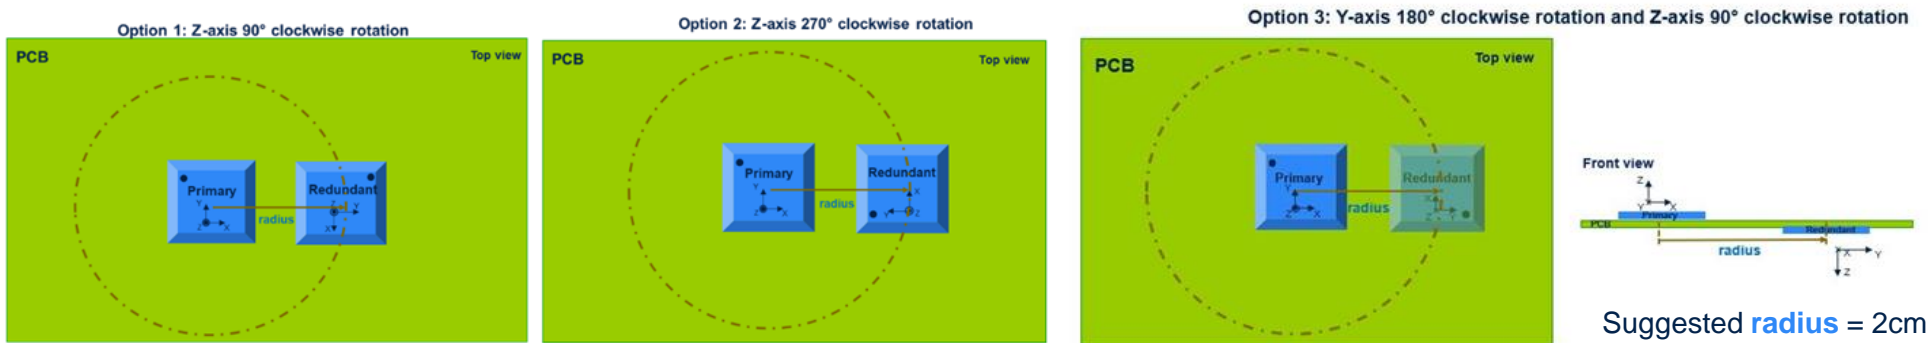 Option 1: Z-axis 90° clockwise rotation
PCB
Top view
Primary
Y
Z
X
radius
Redundant
Z
Y
X
Option 2: Z-axis 270° clockwise rotation
PCB
Top view
Primary
Y
Z
X
radius
Redundant
X
Y
Z
Option 3: Y-axis 180° clockwise rotation and Z-axis 90° clockwise rotation
PCB
Top view
Primary
Y
Z
X
radius
Redundant
X
Z
Y
Front view
Z
Y
X
Primary
PCB
Redundant
radius
X
Y
Z
Suggested radius = 2cm